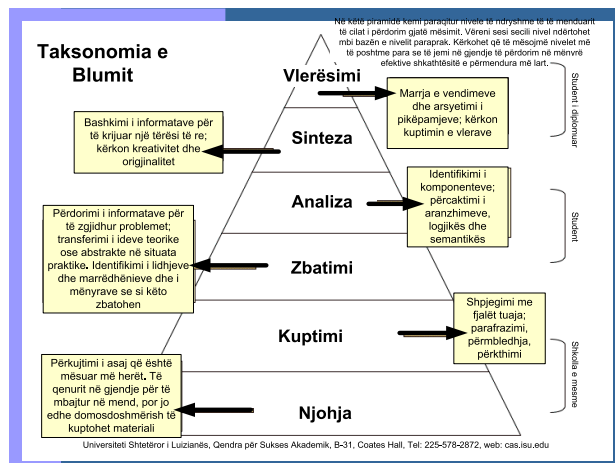 Në këtë piramidë kemi paraqitur nivele të ndryshme të të menduarit
të cilat i përdorim gjatë mësimit. Vëreni sesi secili nivel ndërtohet
mbi bazën e nivelit paraprak. Kërkohet që të mësojmë nivelet më
të poshtme para se të jemi në gjendje të përdorim në mënyrë
efektive shkathtësitë e përmendura më lart.
Taksonomia e
Blumit
Vlerësimi
Marrja e vendimeve
dhe arsyetimi i
pikëpamjeve; kërkon
kuptimin e vlerave
Student i diplomuar
Bashkimi i informatave për
të krijuar një tërësi të re;
kërkon kreativitet dhe
origjinalitet
Sinteza
Analiza
Identifikimi i
komponenteve;
përcaktimi i
aranzhimeve,
logjikës dhe
semantikës
Student
Përdorimi i informatave për
të zgjidhur problemet;
transferimi i ideve teorike
ose abstrakte në situata
praktike. Identifikimi i lidhjeve
dhe marrëdhënieve dhe i
mënyrave se si këto
zbatohen
Zbatimi
Kuptimi
Shpjegimi me
fjalët tuaja;
parafrazimi,
përmbledhja,
përkthimi
Shkolla e mesme
Përkujtimi i asaj që është
mësuar më herët. Të
qenurit në gjendje për të
mbajtur në mend, por jo
edhe domosdoshmërish të
kuptohet materiali
Njohja
Universiteti Shtetëror i Luizianës, Qendra për Sukses Akademik, B-31, Coates Hall, Tel: 225-578-2872, web: cas.isu.edu